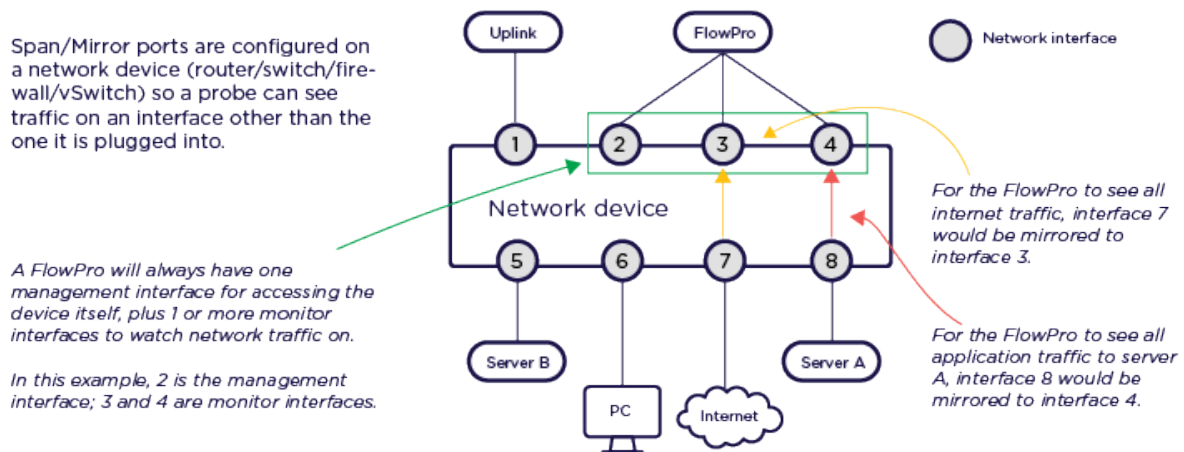 Span/Mirror ports are configured on
a network device (router/switch/fire-
wall/vSwitch) so a probe can see
traffic on an interface other than the
one it is plugged into.
Uplink
FlowPro
Network interface
1
2
3
4
Network device
5
6
7
8
Server B
PC
Internet
Server A
A FlowPro will always have one
management interface for accessing the
device itself, plus 1 or more monitor
interfaces to watch network traffic on.
In this example, 2 is the management
interface; 3 and 4 are monitor interfaces.
For the FlowPro to see all
internet traffic, interface 7
would be mirrored to
interface 3.
For the FlowPro to see all
application traffic to server
A, interface 8 would be
mirrored to interface 4.